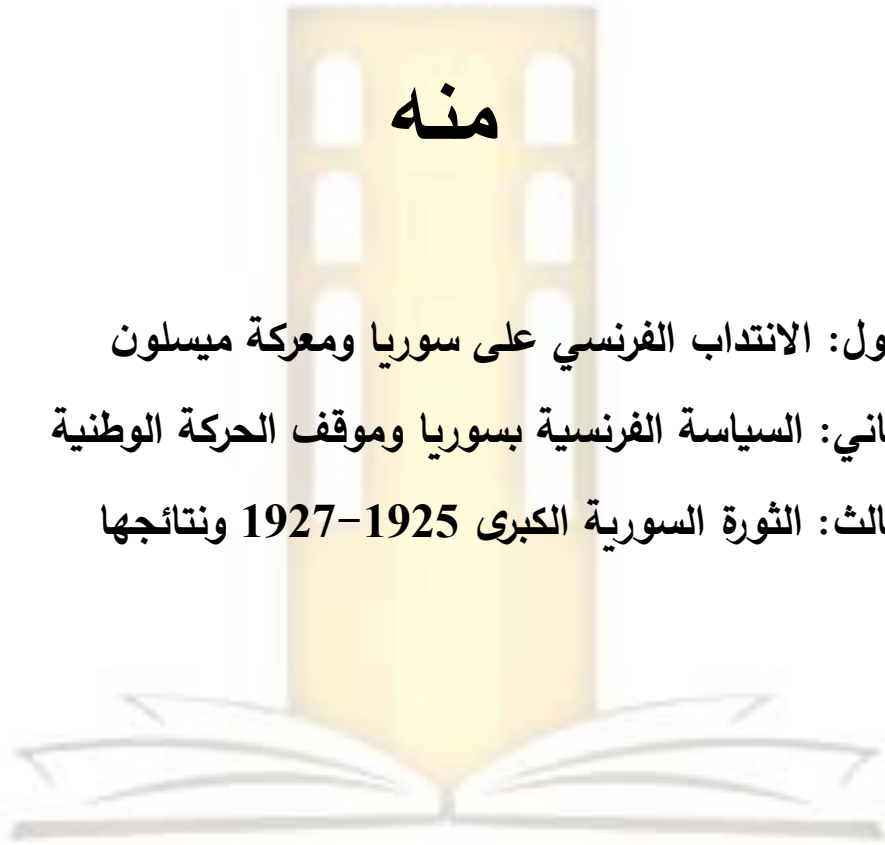 منه
ول: الانتداب الفرنسي على سوريا ومعركة ميسلون
اني: السياسة الفرنسية بسوريا وموقف الحركة الوطنية
الث: الثورة السورية الكبرى 1925-1927 ونتائجها